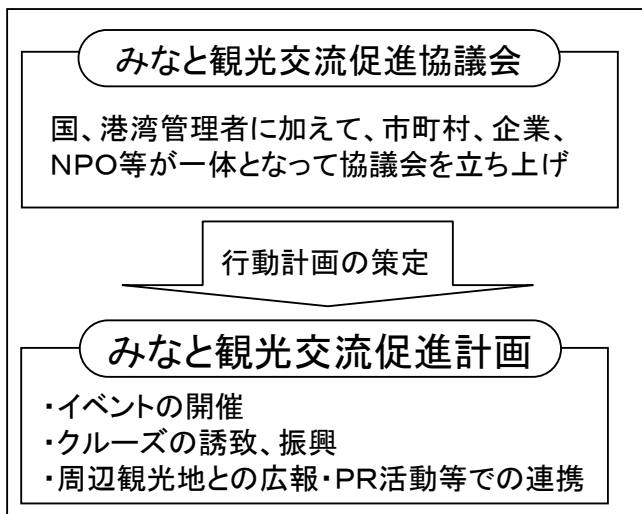 みなと観光交流促進協議会
国、港湾管理者に加えて、市町村、企業、
ＮＰＯ等が一体となって協議会を立ち上げ
行動計画の策定
みなと観光交流促進計画
・イベントの開催
・クルーズの誘致、振興
・周辺観光地との広報・ＰＲ活動等での連携